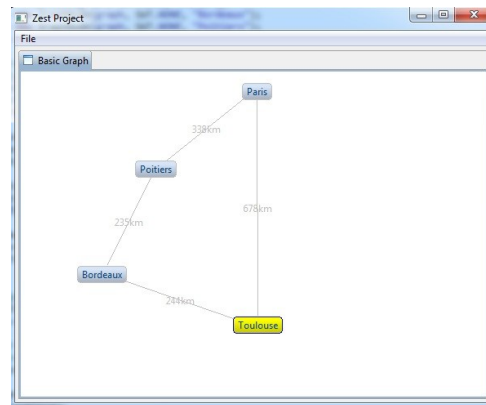 Zest Project
File
Basic Graph
Paris
338km
Poitiers
678km
235km
Bordeaux
244km
Toulouse